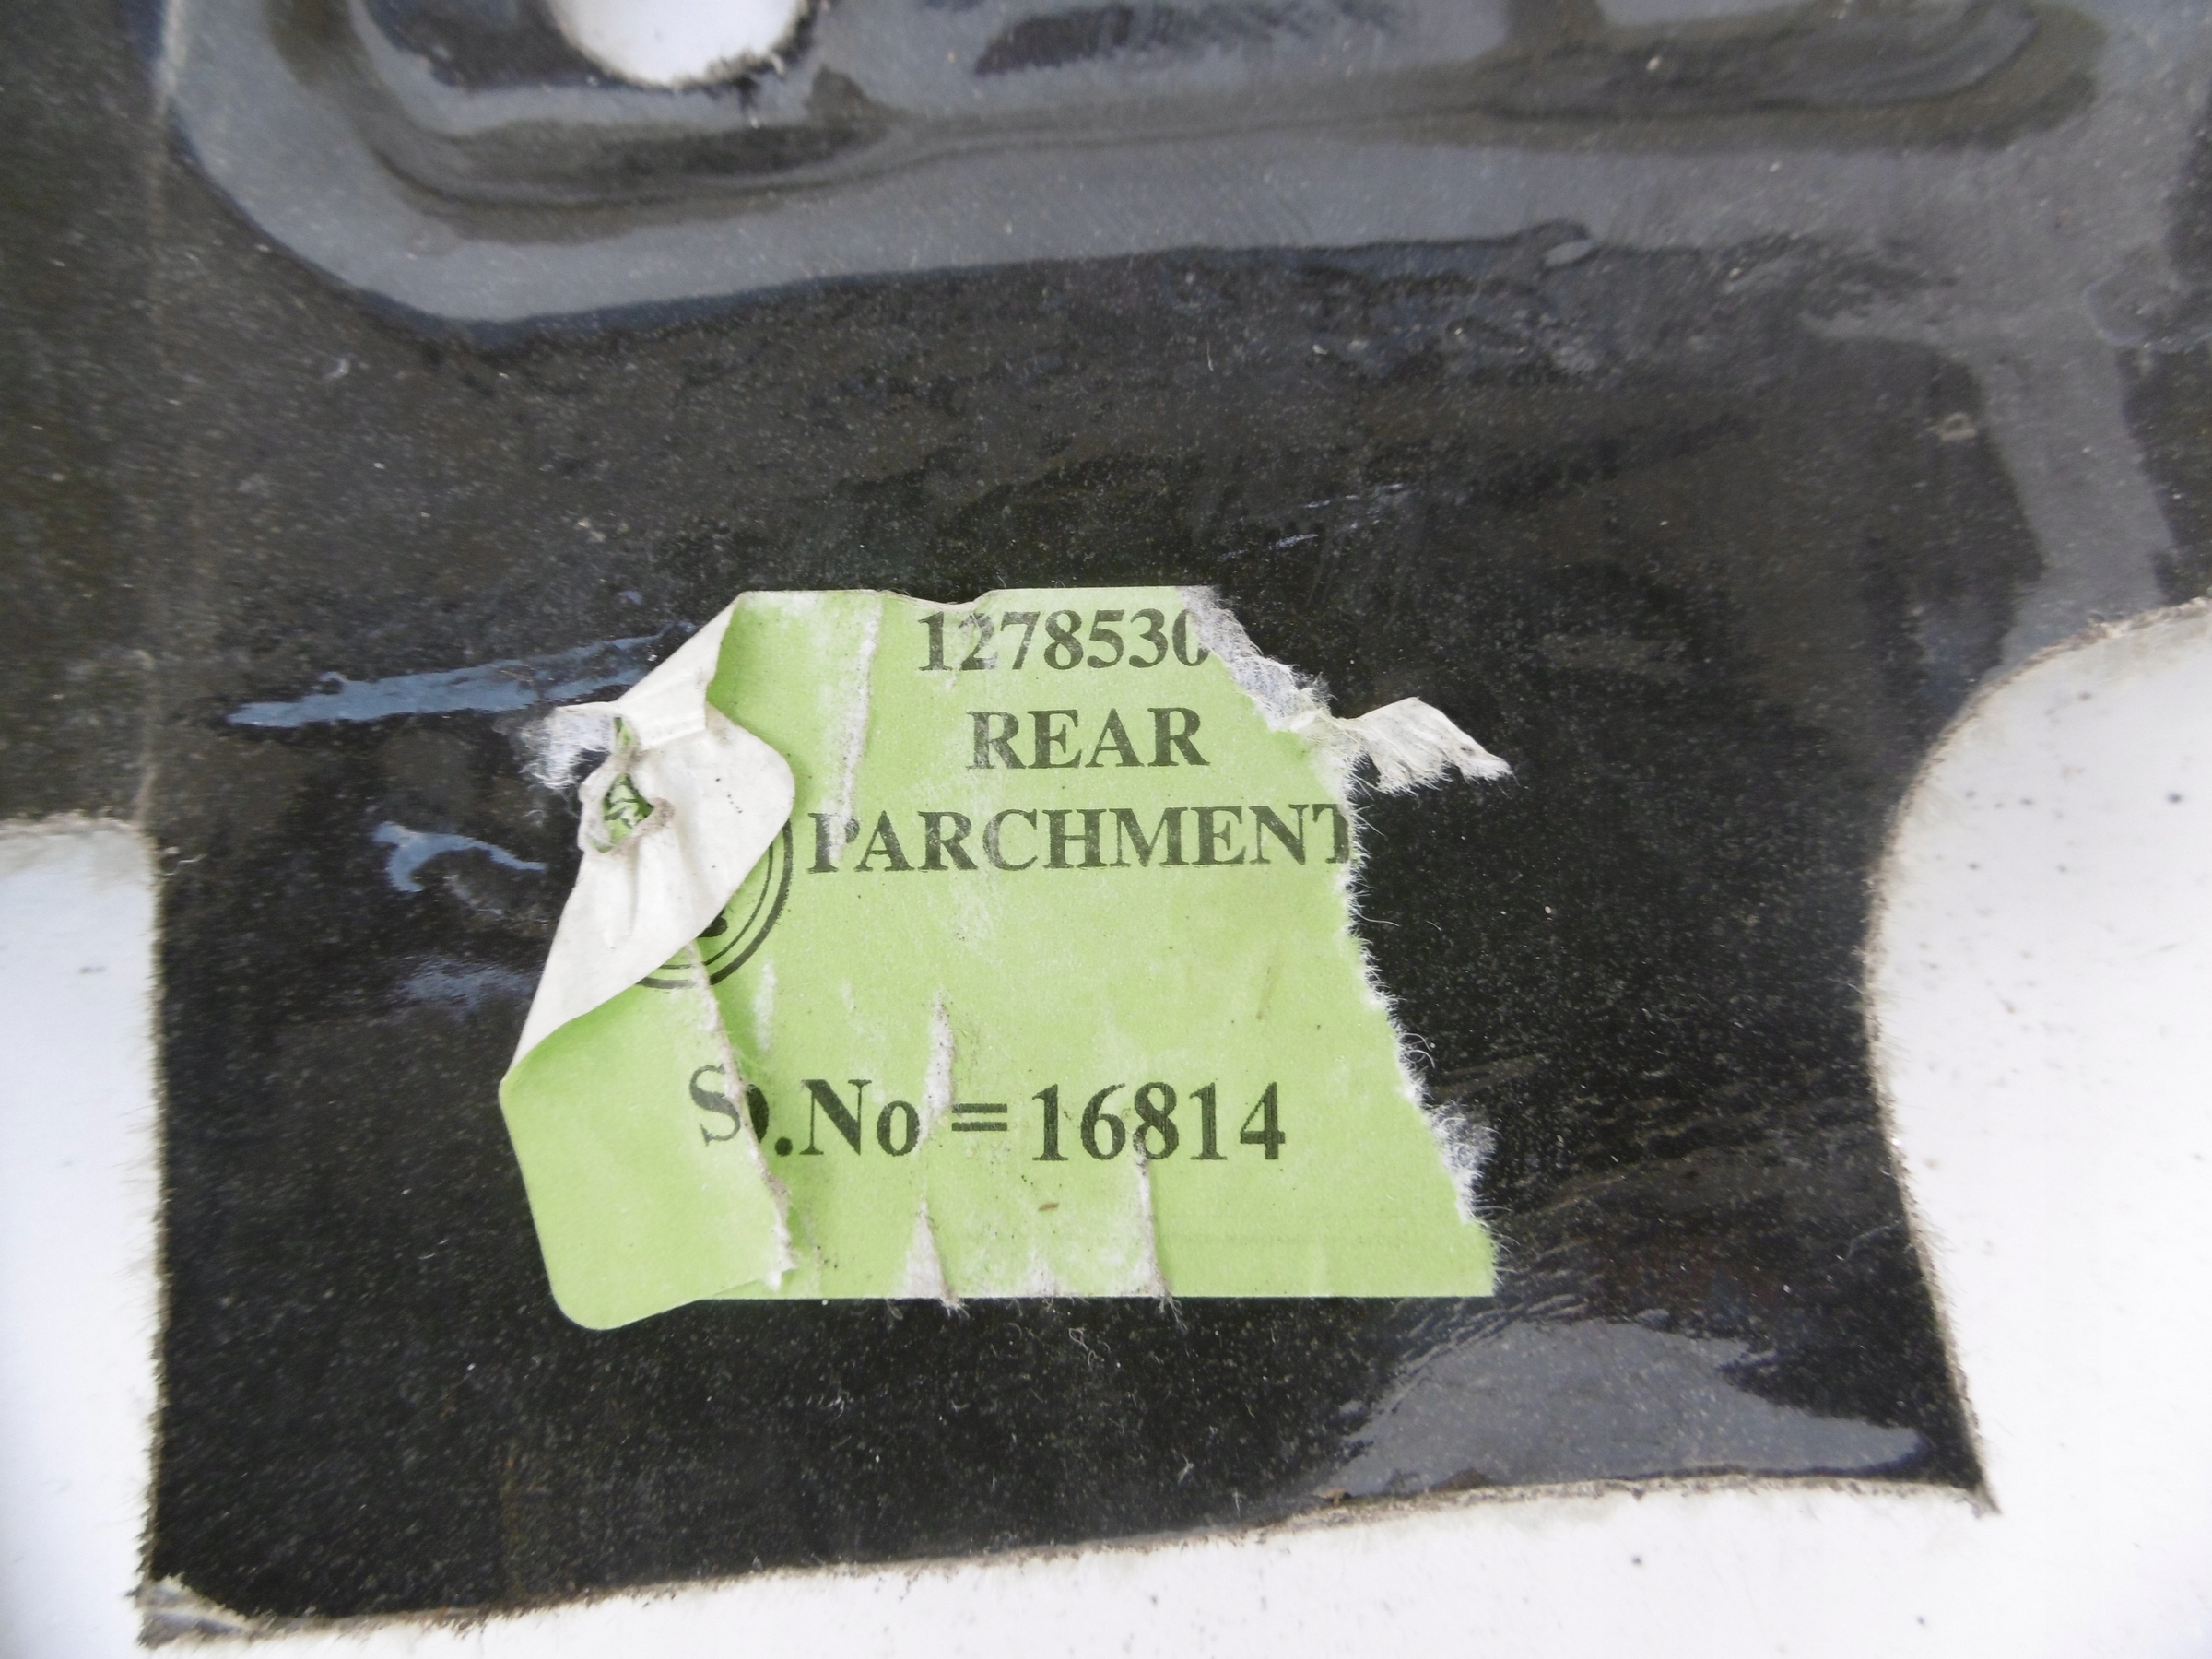 1278530
REAR
PARCHMENT
S).No = 16814